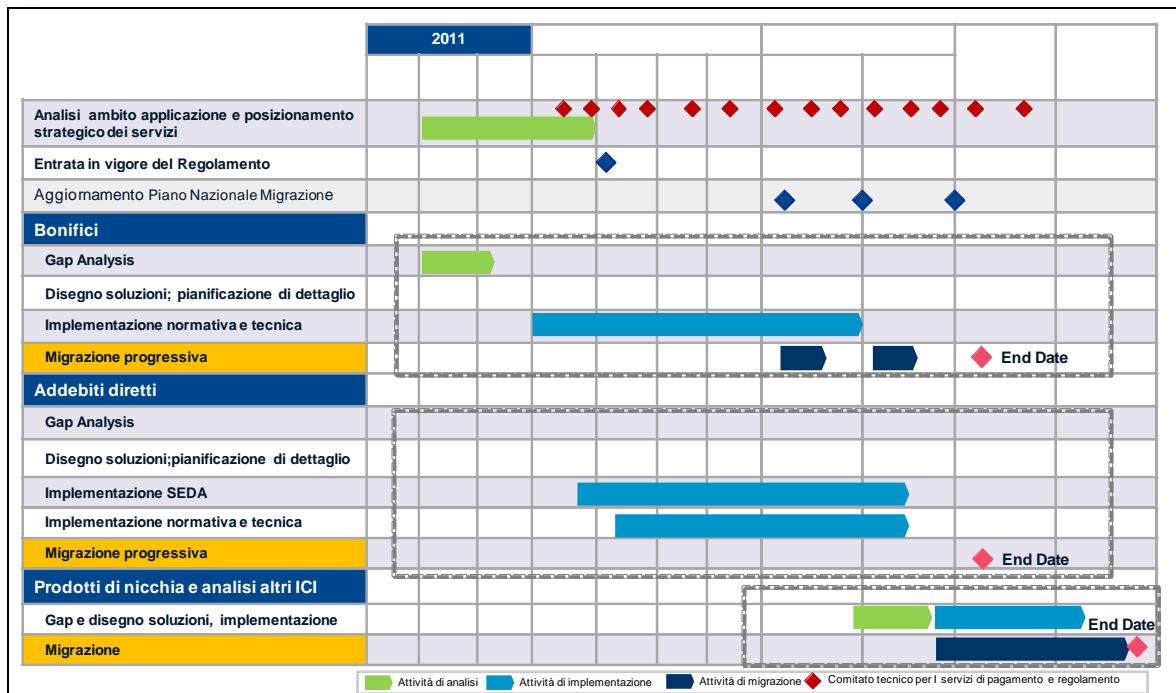 2011
Analisi ambito applicazione e posizionamento
strategico dei servizi
Entrata in vigore del Regolamento
Aggiornamento Piano Nazionale Migrazione
Bonifici
Gap Analysis
Disegno soluzioni; pianificazione di dettaglio
Implementazione normativa e tecnica
Migrazione progressiva
End Date
Addebiti diretti
Gap Analysis
Disegno soluzioni;pianificazione di dettaglio
Implementazione SEDA
Implementazione normativa e tecnica
Migrazione progressiva
End Date
Prodotti di nicchia e analisi altri ICI
Gap e disegno soluzioni, implementazione
End Date
Migrazione
Attività di analisi
Attività di implementazione
Attività di migrazione
Comitato tecnico per I servizi di pagamento e regolamento